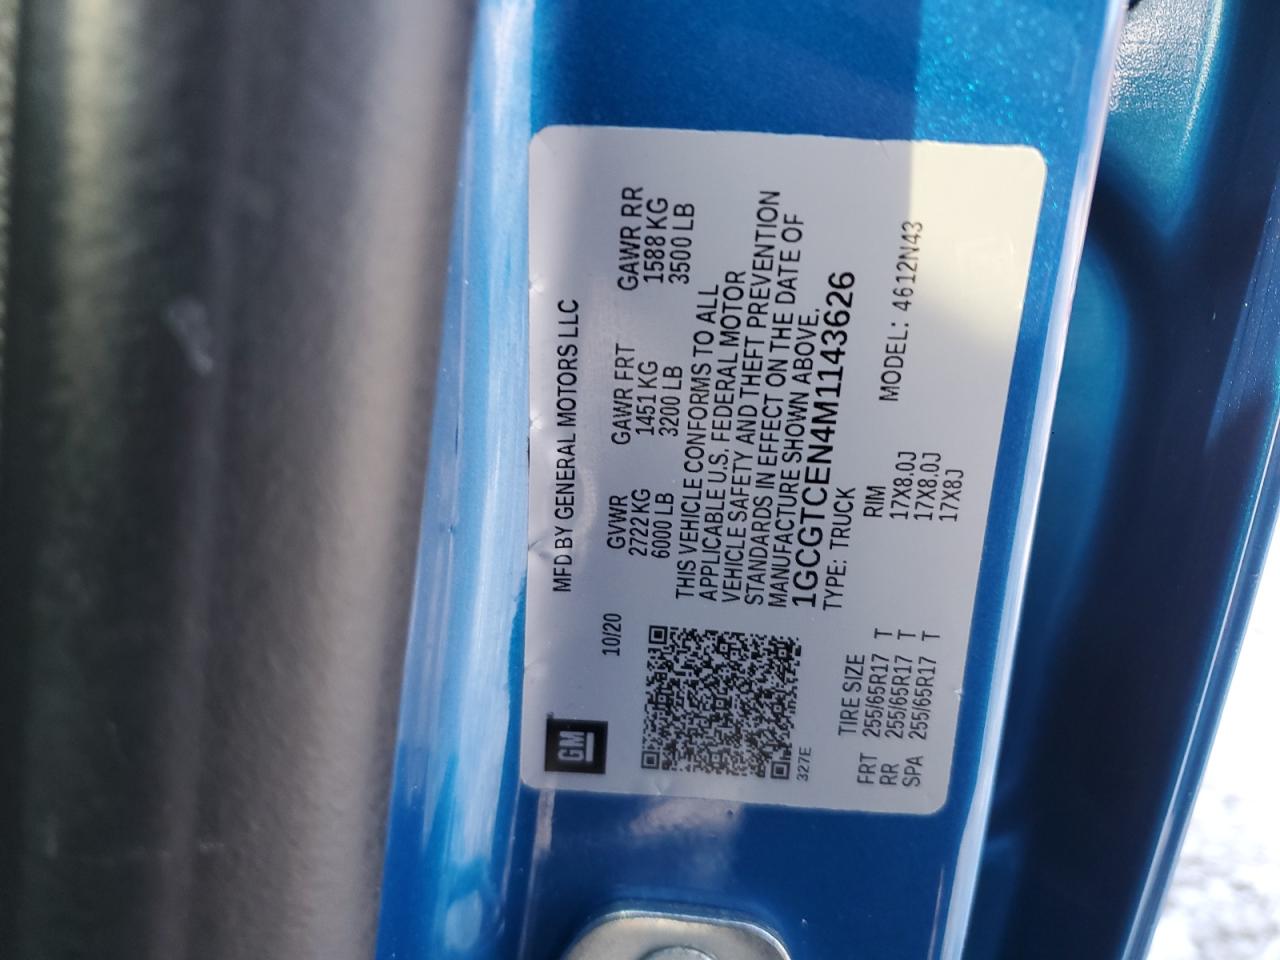 MFD BY GENERAL MOTORS LLC
GM
10/20
GVWR GAWR FRT GAWR RR
2722 KG 1451 KG 1588 KG
6000 LB 3200 LB 3500 LB
THIS VEHICLE CONFORMS TO ALL
APPLICABLE U.S. FEDERAL MOTOR
VEHICLE SAFETY AND THEFT PREVENTION
STANDARDS IN EFFECT ON THE DATE OF
MANUFACTURE SHOWN ABOVE.
1GCGTCEN4M1143626
327E
TYPE: TRUCK
TIRE SIZE RIM MODEL: 4612N43
FRT 255/65R17 T 17X8.0J
RR 255/65R17 T 17X8.0J
SPA 255/65R17 T 17X8J